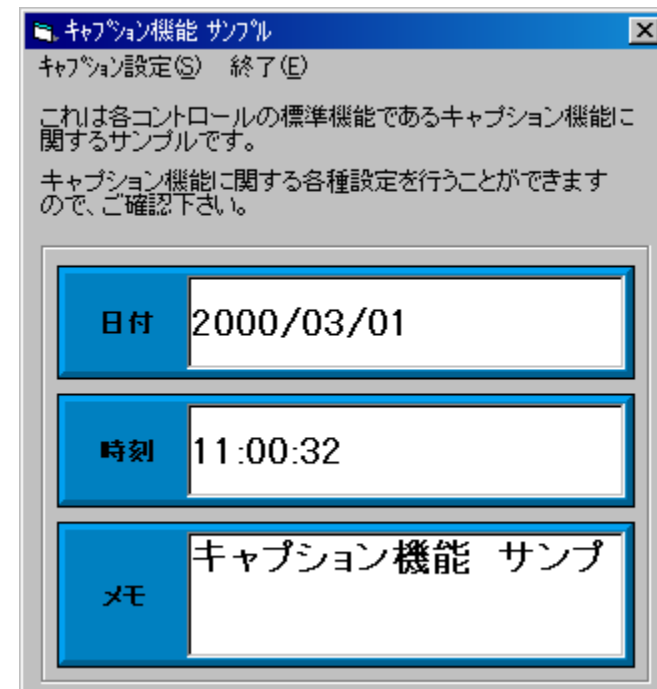 ｷｬﾌﾟｼｮﾝ機能 ｻﾝﾌﾟﾙ
ｷｬﾌﾟｼｮﾝ設定(S) 終了(E)
これは各コントロールの標準機能であるキャプション機能に
関するサンプルです。
キャプション機能に関する各種設定を行うことができます
ので、ご確認下さい。
日付 2000/03/01
時刻 11:00:32
メモ キャプション機能 サンプ